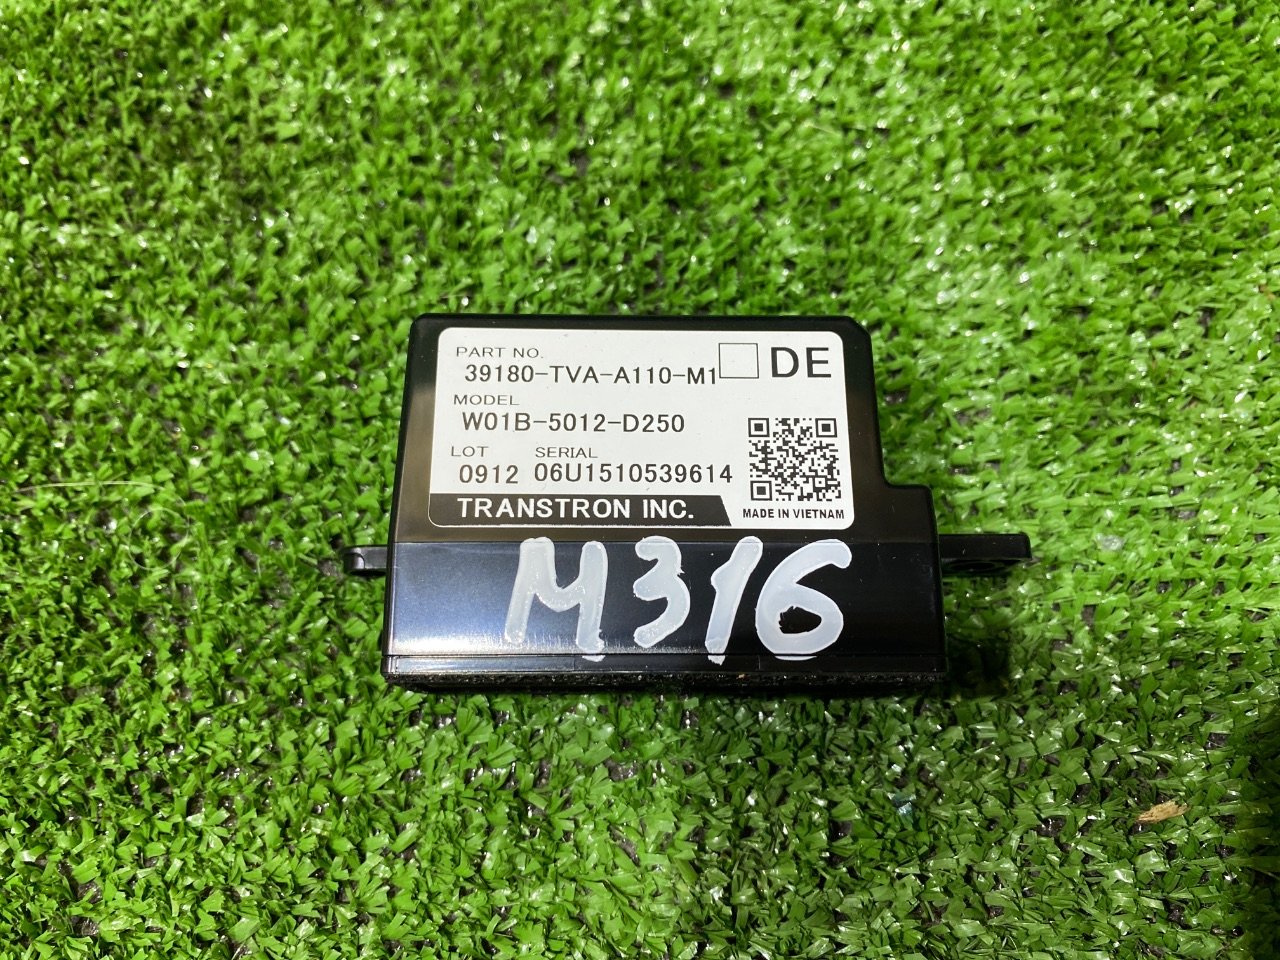 PART NO.
39180-TVA-A110-M1 DE
MODEL
W01B-5012-D250
LOT SERIAL
0912 06U1510539614
TRANSTRON INC. MADE IN VIETNAM
M316